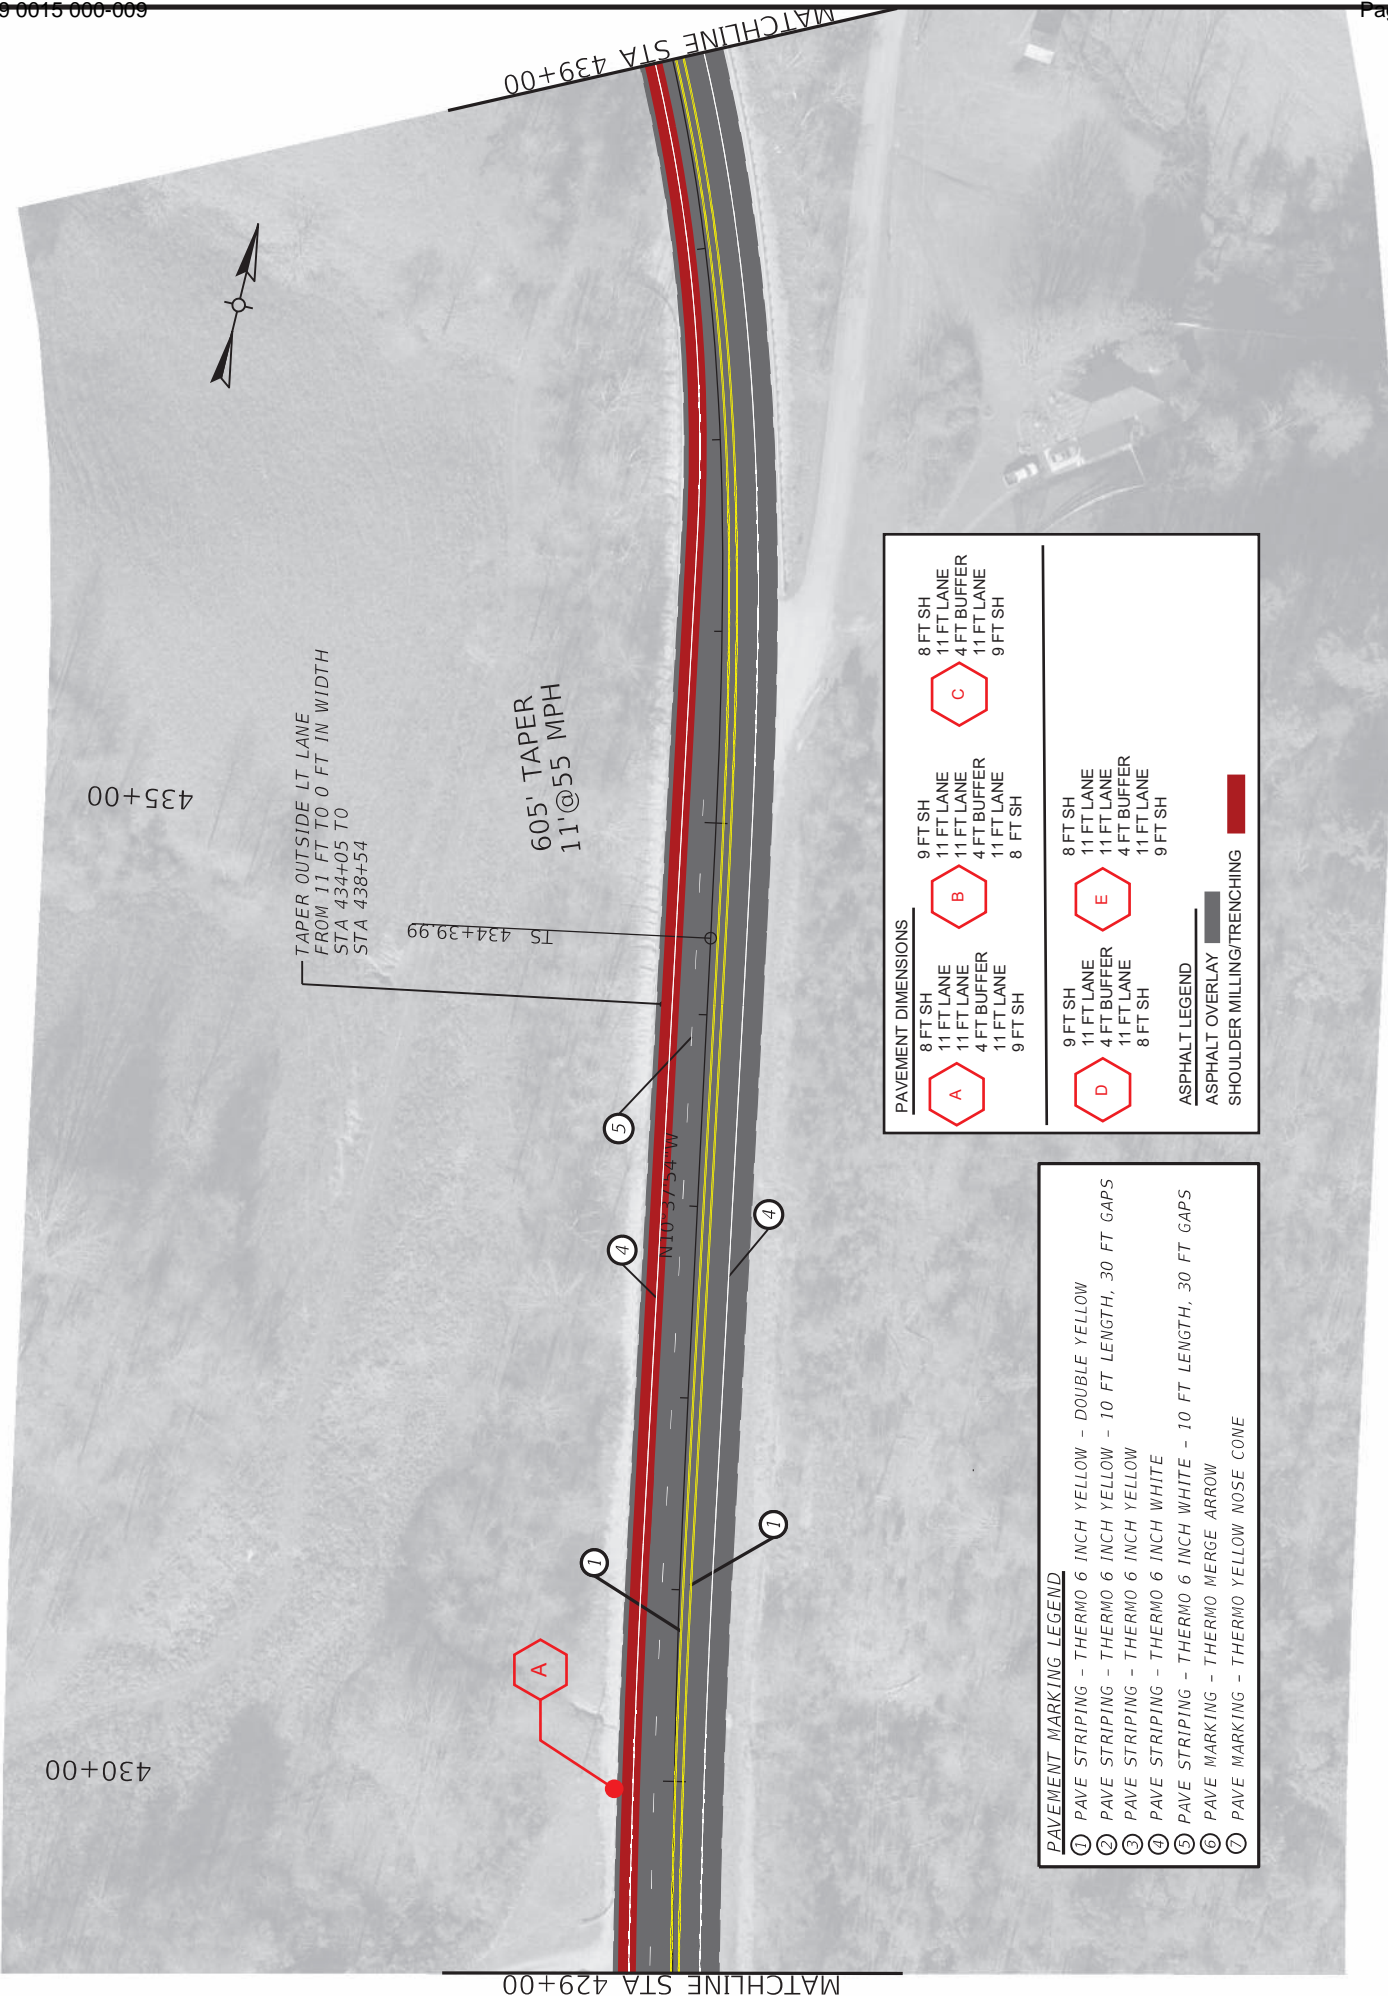 9 0015 000-009
Pa
MATCHLINE STA 439+00
435+00
TAPER OUTSIDE LT LANE
FROM 11 FT TO 0 FT IN WIDTH
STA 434+05 TO
STA 438+54
605' TAPER
11'@55 MPH
TS 434+39.99
5
N10°37'54"W
4
4
1
1
A
430+00
MATCHLINE STA 429+00
PAVEMENT DIMENSIONS
A
8 FT SH
11 FT LANE
11 FT LANE
4 FT BUFFER
11 FT LANE
9 FT SH
B
9 FT SH
11 FT LANE
11 FT LANE
4 FT BUFFER
11 FT LANE
8 FT SH
C
8 FT SH
11 FT LANE
4 FT BUFFER
11 FT LANE
9 FT SH
D
9 FT SH
11 FT LANE
4 FT BUFFER
11 FT LANE
8 FT SH
E
8 FT SH
11 FT LANE
11 FT LANE
4 FT BUFFER
11 FT LANE
9 FT SH
ASPHALT LEGEND
ASPHALT OVERLAY
SHOULDER MILLING/TRENCHING
PAVEMENT MARKING LEGEND
1 PAVE STRIPING - THERMO 6 INCH YELLOW - DOUBLE YELLOW
2 PAVE STRIPING - THERMO 6 INCH YELLOW - 10 FT LENGTH, 30 FT GAPS
3 PAVE STRIPING - THERMO 6 INCH YELLOW
4 PAVE STRIPING - THERMO 6 INCH WHITE
5 PAVE STRIPING - THERMO 6 INCH WHITE - 10 FT LENGTH, 30 FT GAPS
6 PAVE MARKING - THERMO MERGE ARROW
7 PAVE MARKING - THERMO YELLOW NOSE CONE